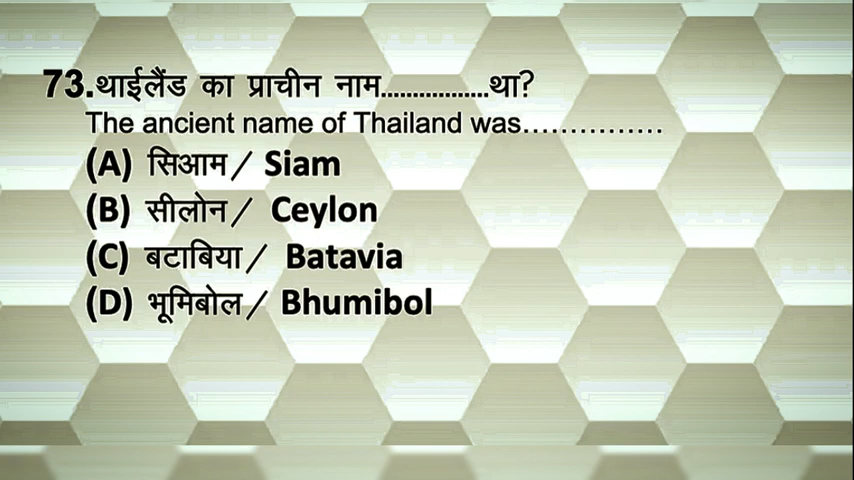 73.थाईलैंड का प्राचीन नाम.................था?
The ancient name of Thailand was...............
(A) सिआम/ Siam
(B) सीलोन/ Ceylon
(C) बटाबिया/ Batavia
(D) भूमिबोल/ Bhumibol